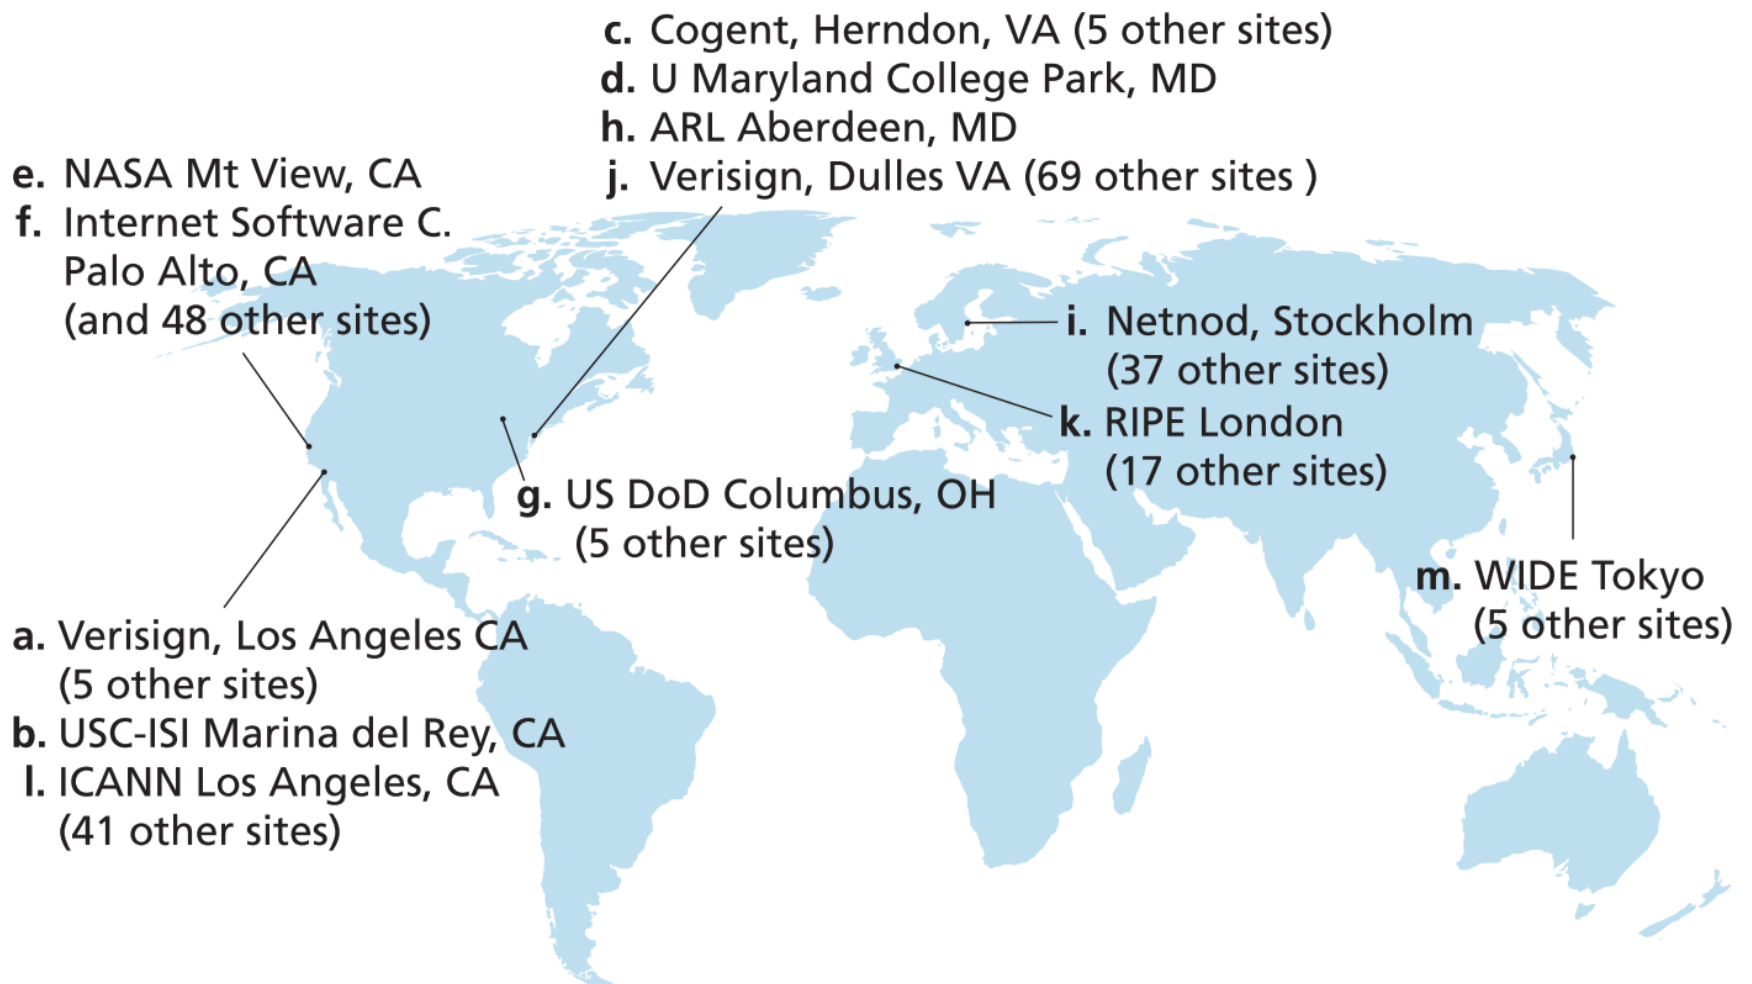 c. Cogent, Herndon, VA (5 other sites)
d. U Maryland College Park, MD
h. ARL Aberdeen, MD
j. Verisign, Dulles VA (69 other sites )
e. NASA Mt View, CA
f. Internet Software C.
Palo Alto, CA
(and 48 other sites)
i. Netnod, Stockholm
(37 other sites)
k. RIPE London
(17 other sites)
g. US DoD Columbus, OH
(5 other sites)
m. WIDE Tokyo
(5 other sites)
a. Verisign, Los Angeles CA
(5 other sites)
b. USC-ISI Marina del Rey, CA
l. ICANN Los Angeles, CA
(41 other sites)